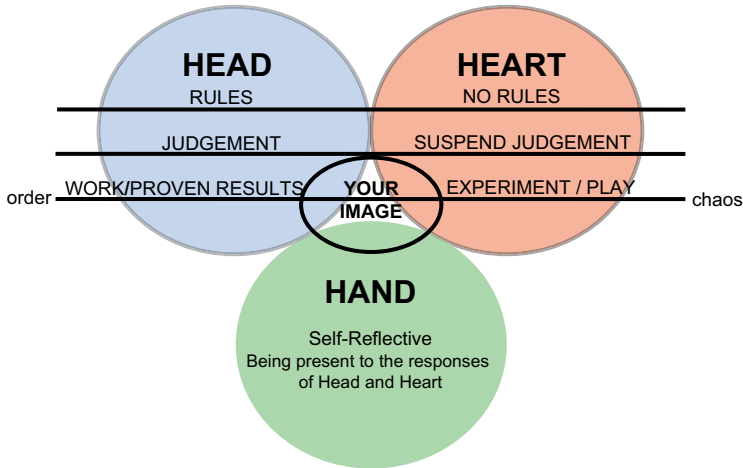 HEAD
HEART
RULES
NO RULES
JUDGEMENT
SUSPEND JUDGEMENT
order
WORK/PROVEN RESULTS
YOUR
IMAGE
EXPERIMENT / PLAY
chaos
HAND
Self-Reflective
Being present to the responses
of Head and Heart